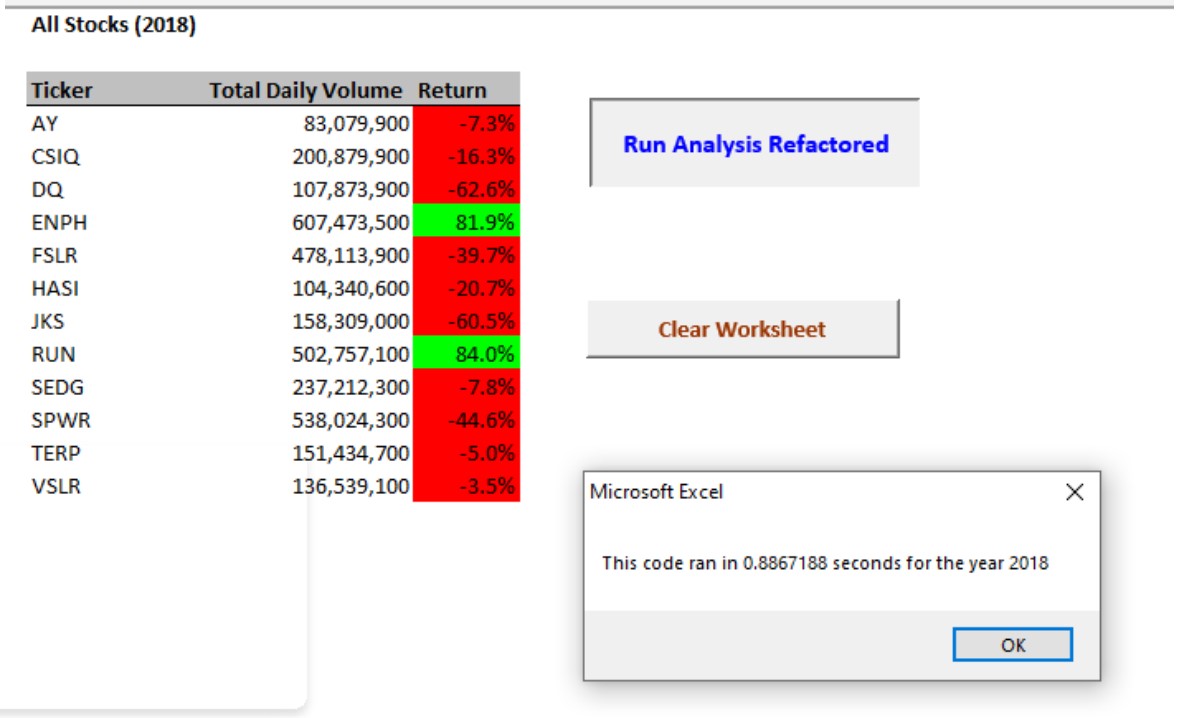 All Stocks (2018)
Ticker Total Daily Volume Return
AY 83,079,900 -7.3%
CSIQ 200,879,900 -16.3%
DQ 107,873,900 -62.6%
ENPH 607,473,500 81.9%
FSLR 478,113,900 -39.7%
HASI 104,340,600 -20.7%
JKS 158,309,000 -60.5%
RUN 502,757,100 84.0%
SEDG 237,212,300 -7.8%
SPWR 538,024,300 -44.6%
TERP 151,434,700 -5.0%
VSLR 136,539,100 -3.5%
Run Analysis Refactored
Clear Worksheet
Microsoft Excel
This code ran in 0.8867188 seconds for the year 2018
OK